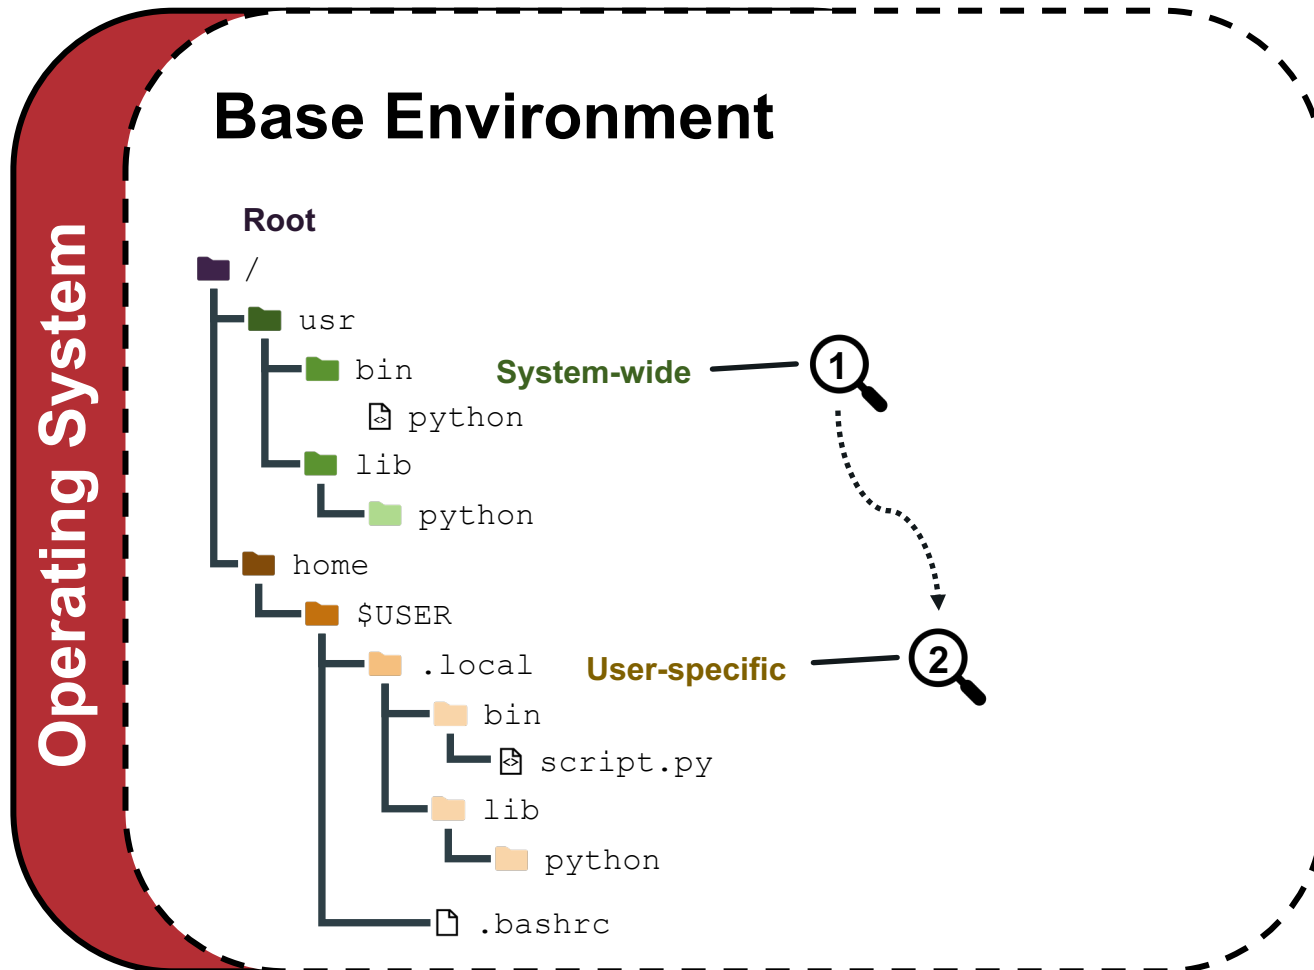 Operating System
Base Environment
Root
/
usr
bin
System-wide
1
python
lib
python
home
$USER
.local
User-specific
2
bin
script.py
lib
python
.bashrc